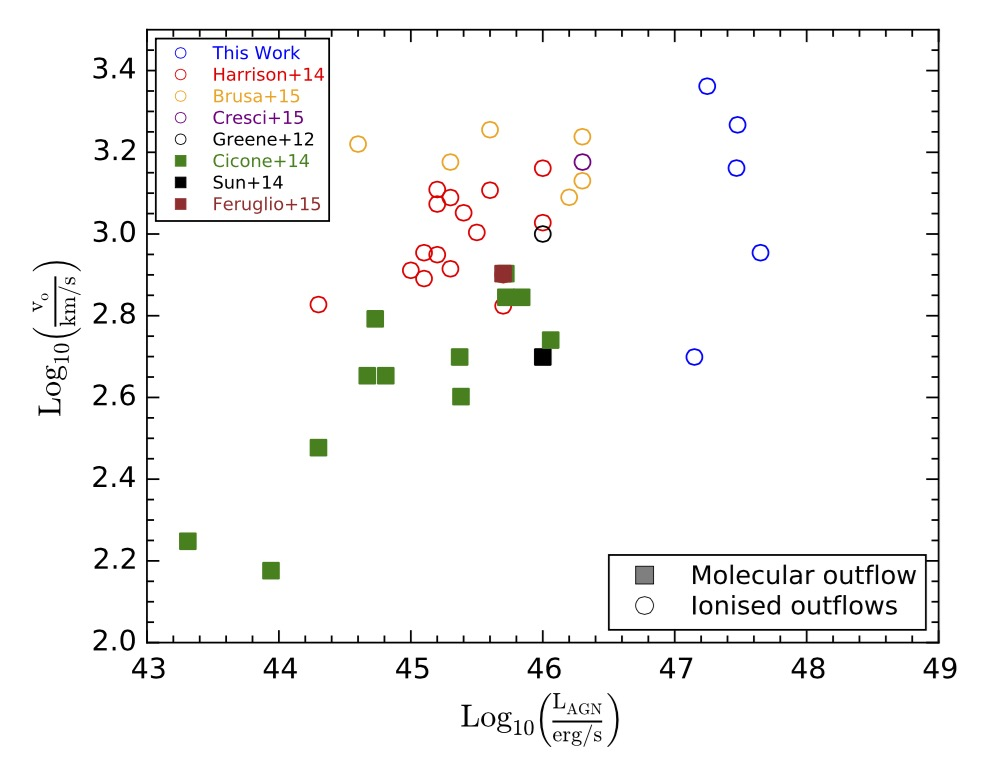 This Work
Harrison+14
Brusa+15
Cresci+15
Greene+12
Cicone+14
Sun+14
Feruglio+15
3.4
3.2
3.0
2.8
2.6
2.4
2.2
2.0
Log10(vo/km/s)
Molecular outflow
Ionised outflows
43 44 45 46 47 48 49
Log10(LAGN/erg/s)